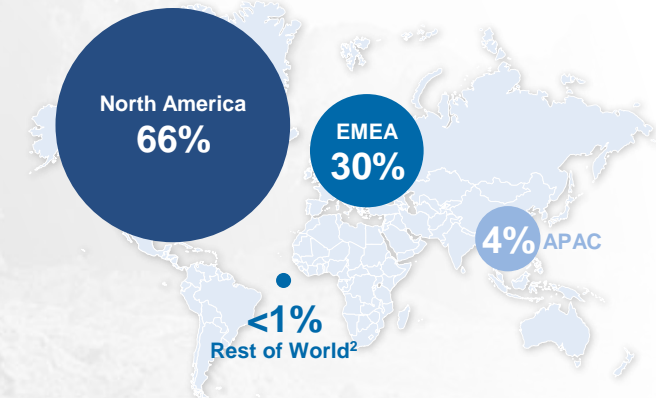 North America
66%
EMEA
30%
4% APAC
<1%
Rest of World²